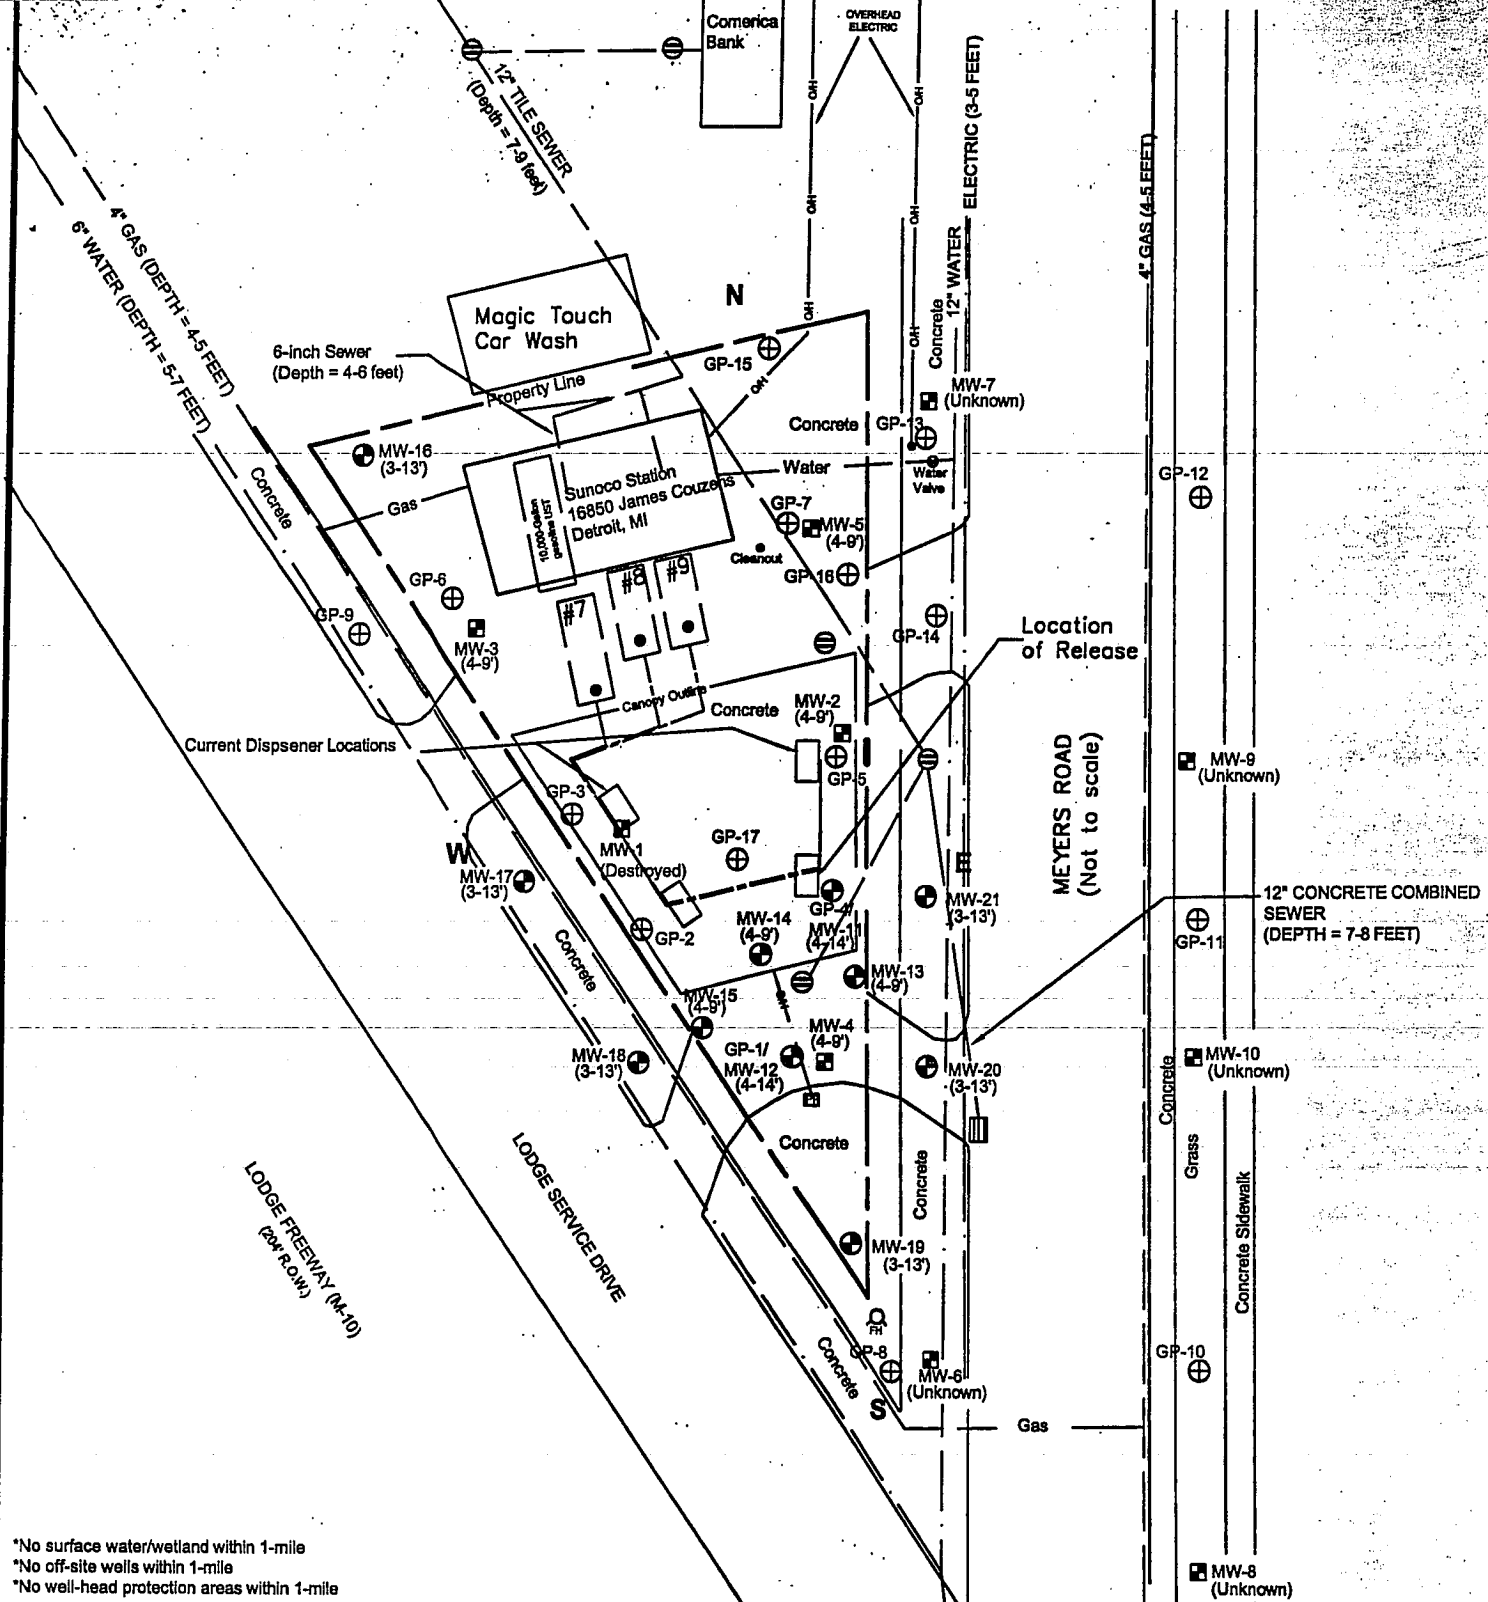 Comerica
Bank
OVERHEAD
ELECTRIC
O/H
O/H
12" TILE SEWER
(Depth = 7-9 feet)
ELECTRIC (3-5 FEET)
4" GAS (4-5 FEET)
O/H
O/H
4" GAS (DEPTH = 4-5 FEET)
6" WATER (DEPTH = 5-7 FEET)
12" WATER
Concrete
N
Magic Touch
Car Wash
O/H
O/H
6-inch Sewer
(Depth = 4-6 feet)
GP-15
O/H
Property Line
MW-7
(Unknown)
Concrete
GP-13
MW-16
(3-13')
Concrete
Gas
Water
Water
Valve
GP-12
Sunoco Station
16850 James Couzens
Detroit, MI
10,000-Gallon
Gasoline UST
GP-7
MW-5
(4-9')
Cleanout
GP-16
GP-6
#7
#8
#9
GP-9
MW-3
(4-9')
GP-14
Location
of Release
Canopy Outline
Concrete
MW-2
(4-9')
Current Dispsener Locations
GP-5
MEYERS ROAD
(Not to scale)
MW-9
(Unknown)
GP-3
MW-1
(Destroyed)
GP-17
W
MW-17
(3-13')
GP-4/
MW-11
(4-14')
MW-14
(4-9')
MW-21
(3-13')
12" CONCRETE COMBINED
SEWER
(DEPTH = 7-8 FEET)
GP-11
GP-2
Concrete
MW-13
(4-9')
O/H
MW-15
(4-9')
MW-4
(4-9')
GP-1/
MW-12
(4-14')
MW-18
(3-13')
MW-20
(3-13')
MW-10
(Unknown)
Concrete
Concrete
Concrete
Grass
Concrete Sidewalk
LODGE FREEWAY (M-10)
(204' R.O.W.)
LODGE SERVICE DRIVE
MW-19
(3-13')
FH
Concrete
GP-8
MW-6
(Unknown)
GP-10
S
Gas
*No surface water/wetland within 1-mile
*No off-site wells within 1-mile
*No well-head protection areas within 1-mile
MW-8
(Unknown)